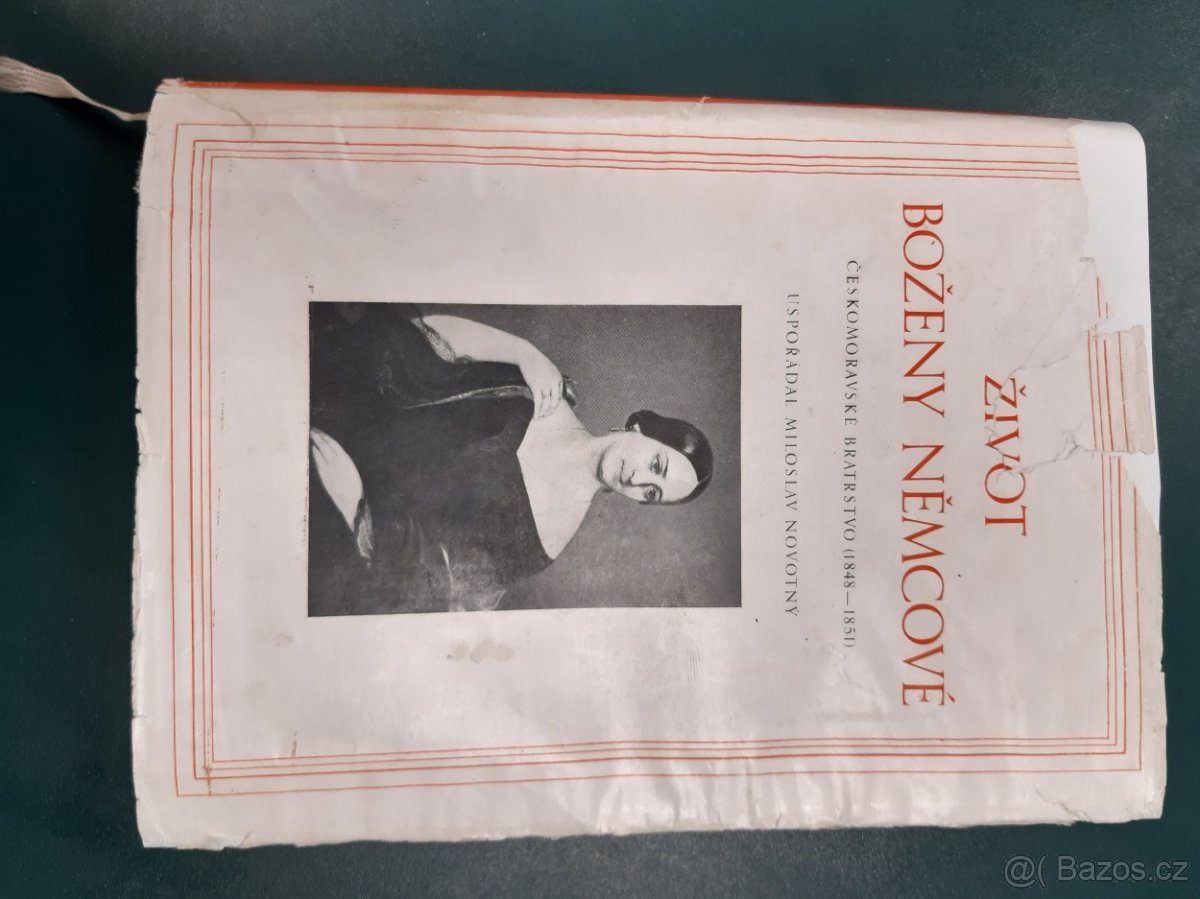 ŽIVOT
BOŽENY NĚMCOVÉ
ČESKOMORAVSKÉ BRATRSTVO (1848—1851)
USPOŘÁDAL MILOSLAV NOVOTNÝ
@( Bazos.cz